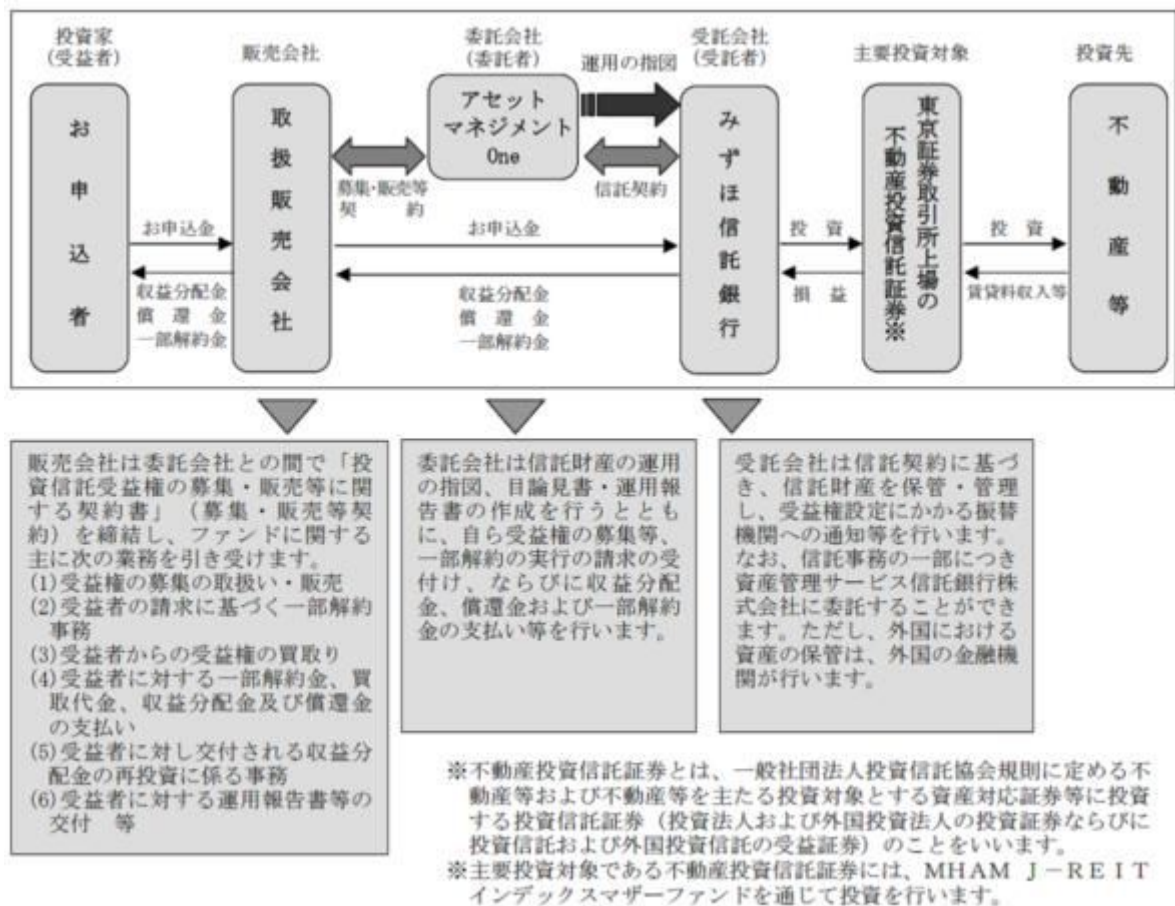 投資家
(受益者)
販売会社
委託会社
(委託者)
運用の指図
受託会社
(受託者)
主要投資対象
投資先
お申込者
取扱販売会社
アセット
マネジメント
One
みずほ信託銀行
東京証券取引所上場の
不動産投資信託証券※
不動産等
募集・販売等
契約
信託契約
お申込金
収益分配金
償還金
一部解約金
お申込金
収益分配金
償還金
一部解約金
投資
損益
投資
賃貸料収入等
販売会社は委託会社との間で「投
資信託受益権の募集・販売等に関
する契約書」（募集・販売等契
約）を締結し、ファンドに関する
主に次の業務を引き受けます。
(1)受益権の募集の取扱い・販売
(2)受益者の請求に基づく一部解約
事務
(3)受益者からの受益権の買取り
(4)受益者に対する一部解約金、買
取代金、収益分配金及び償還金
の支払い
(5)受益者に対し交付される収益分
配金の再投資に係る事務
(6)受益者に対する運用報告書等の
交付　等
委託会社は信託財産の運用
の指図、目論見書・運用報
告書の作成を行うととも
に、自ら受益権の募集等、
一部解約の実行の請求の受
付け、ならびに収益分配
金、償還金および一部解約
金の支払い等を行います。
受託会社は信託契約に基づ
き、信託財産を保管・管理
し、受益権設定にかかる振替
機関への通知等を行います。
なお、信託事務の一部につき
資産管理サービス信託銀行株
式会社に委託することができ
ます。ただし、外国における
資産の保管は、外国の金融機
関が行います。
※不動産投資信託証券とは、一般社団法人投資信託協会規則に定める不
動産等および不動産等を主たる投資対象とする資産対応証券等に投資
する投資信託証券（投資法人および外国投資法人の投資証券ならびに
投資信託および外国投資信託の受益証券）のことをいいます。
※主要投資対象である不動産投資信託証券には、MHAM J－REIT
インデックスマザーファンドを通じて投資を行います。